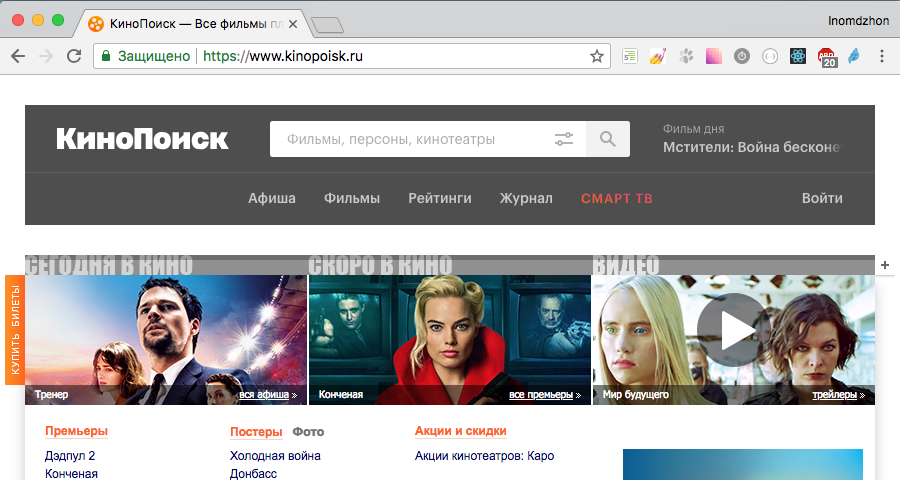 КиноПоиск — Все фильмы пл
Inomdzhon
Защищено https://www.kinopoisk.ru
20
КиноПоиск
Фильмы, персоны, кинотеатры
Фильм дня
Мстители: Война бесконе
Афиша Фильмы Рейтинги Журнал СМАРТ ТВ Войти
СЕГОДНЯ В КИНО СКОРО В КИНО ВИДЕО
+
КУПИТЬ БИЛЕТЫ
Тренер вся афиша »
Конченая все премьеры »
Мир будущего трейлеры »
Премьеры Постеры Фото Акции и скидки
Дэдпул 2 Холодная война Акции кинотеатров: Каро
Конченая Донбасс